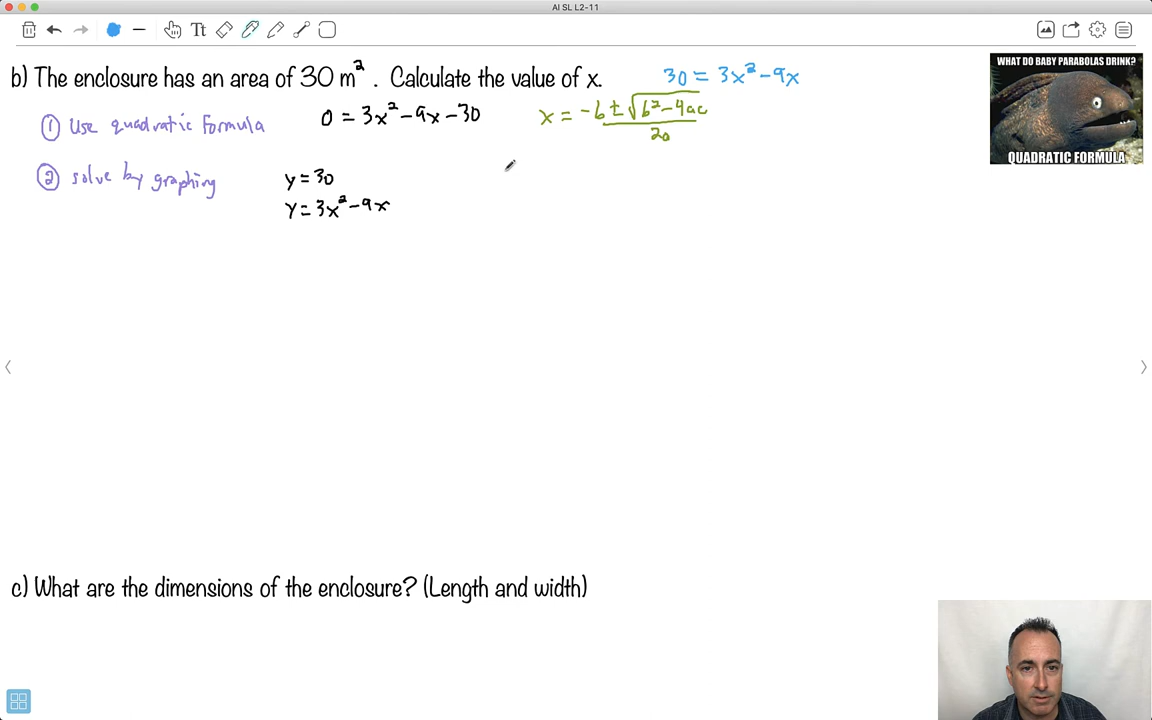 AI SL L2-11
Tt
b) The enclosure has an area of 30 m². Calculate the value of x.
30 = 3x² - 9x
① Use quadratic formula
0 = 3x² - 9x - 30
x = -b ± √b² - 4ac / 2a
② solve by graphing
y = 30
y = 3x² - 9x
WHAT DO BABY PARABOLAS DRINK?
QUADRATIC FORMULA
c) What are the dimensions of the enclosure? (Length and width)